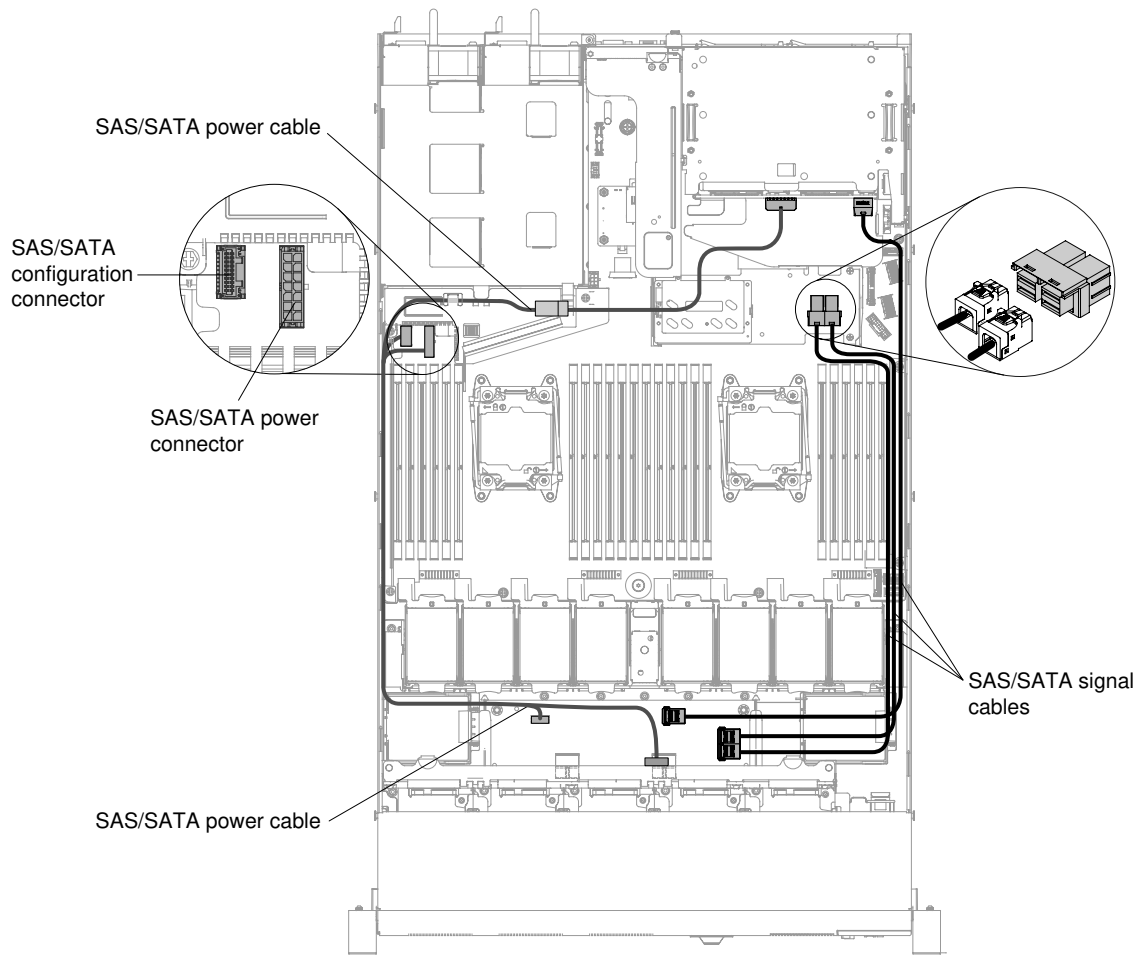 SAS/SATA power cable
SAS/SATA
configuration
connector
SAS/SATA power
connector
SAS/SATA signal
cables
SAS/SATA power cable